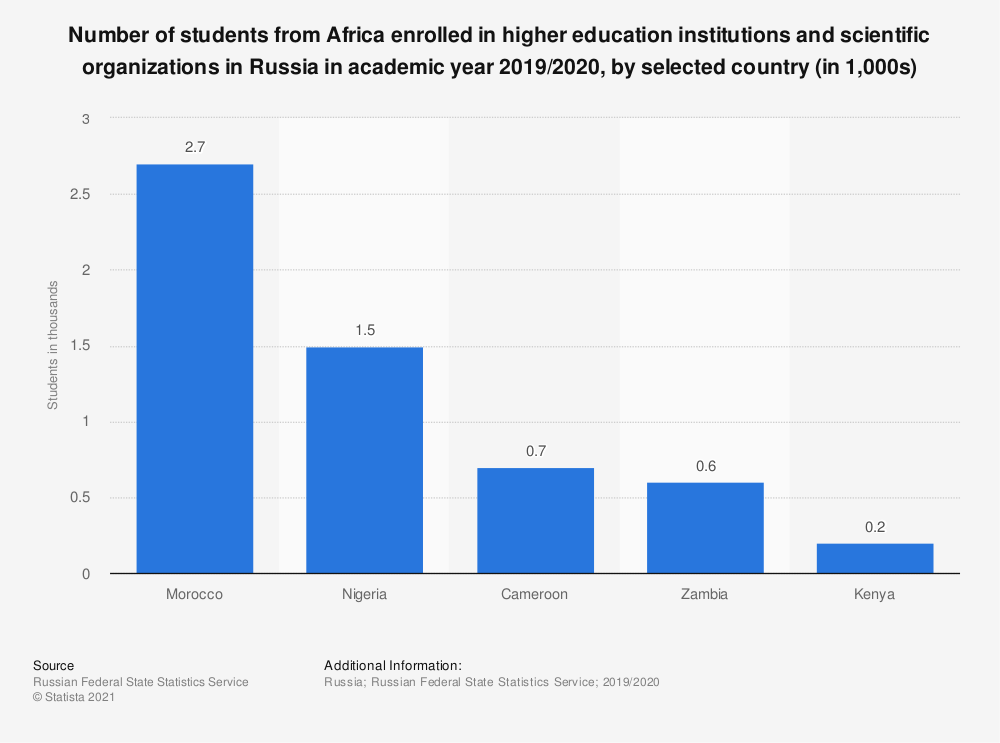 Number of students from Africa enrolled in higher education institutions and scientific
organizations in Russia in academic year 2019/2020, by selected country (in 1,000s)
3
2.5
2
1.5
1
0.5
0
Students in thousands
2.7
1.5
0.7
0.6
0.2
Morocco
Nigeria
Cameroon
Zambia
Kenya
Source
Russian Federal State Statistics Service
© Statista 2021
Additional Information:
Russia; Russian Federal State Statistics Service; 2019/2020